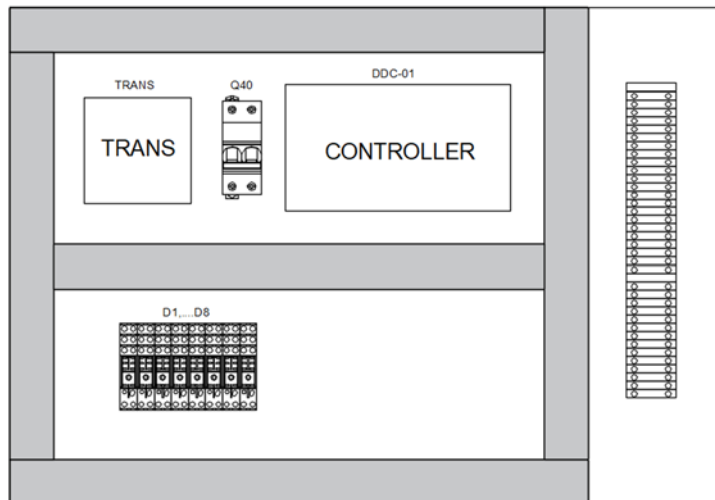 TRANS
Q40
DDC-01
TRANS
CONTROLLER
D1,....D8